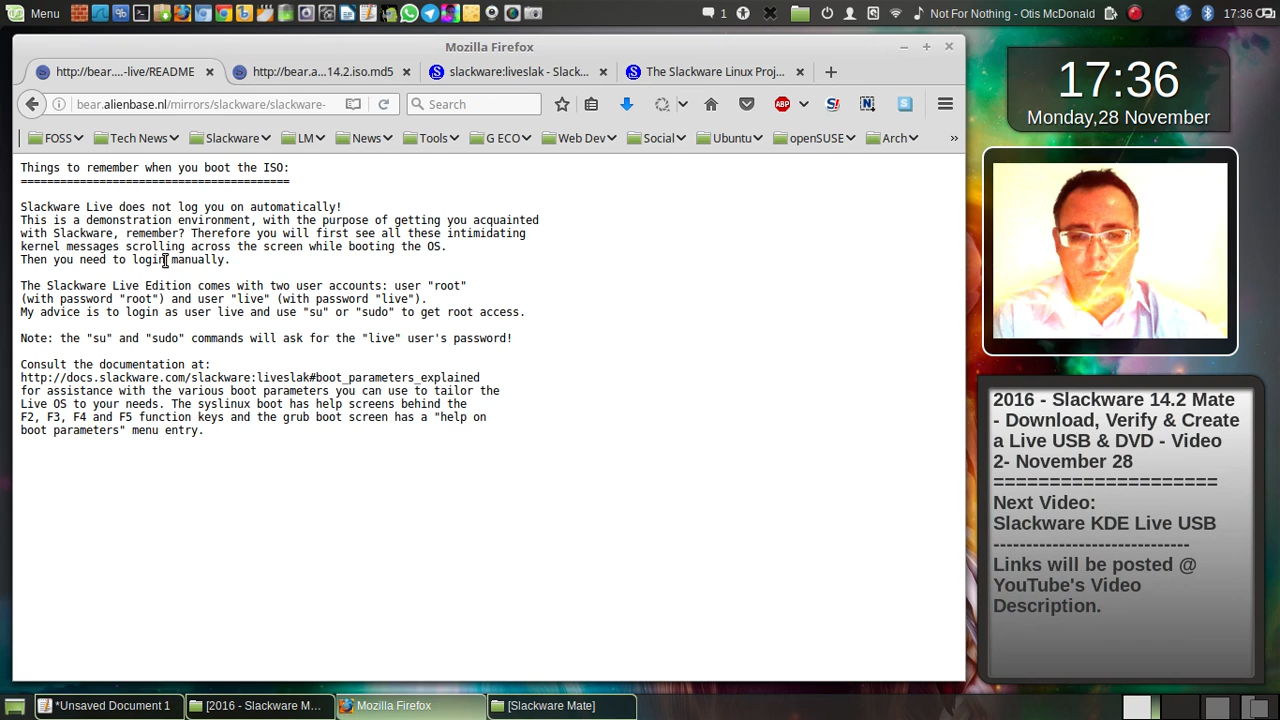 Menu
1
Not For Nothing - Otis McDonald
17:36
Mozilla Firefox
http://bear....-live/README
http://bear.a...14.2.iso.md5
slackware:liveslak - Slack...
The Slackware Linux Proj...
bear.alienbase.nl/mirrors/slackware/slackware-
Search
ABP
FOSS
Tech News
Slackware
LM
News
Tools
G ECO
Web Dev
Social
Ubuntu
openSUSE
Arch
»
Things to remember when you boot the ISO:
=========================================
Slackware Live does not log you on automatically!
This is a demonstration environment, with the purpose of getting you acquainted
with Slackware, remember? Therefore you will first see all these intimidating
kernel messages scrolling across the screen while booting the OS.
Then you need to login manually.
The Slackware Live Edition comes with two user accounts: user "root"
(with password "root") and user "live" (with password "live").
My advice is to login as user live and use "su" or "sudo" to get root access.
Note: the "su" and "sudo" commands will ask for the "live" user's password!
Consult the documentation at:
http://docs.slackware.com/slackware:liveslak#boot_parameters_explained
for assistance with the various boot parameters you can use to tailor the
Live OS to your needs. The syslinux boot has help screens behind the
F2, F3, F4 and F5 function keys and the grub boot screen has a "help on
boot parameters" menu entry.
17:36
Monday,28 November
2016 - Slackware 14.2 Mate
- Download, Verify & Create
a Live USB & DVD - Video
2- November 28
====================
Next Video:
Slackware KDE Live USB
----------------------------
Links will be posted @
YouTube's Video
Description.
*Unsaved Document 1
[2016 - Slackware M...
Mozilla Firefox
[Slackware Mate]